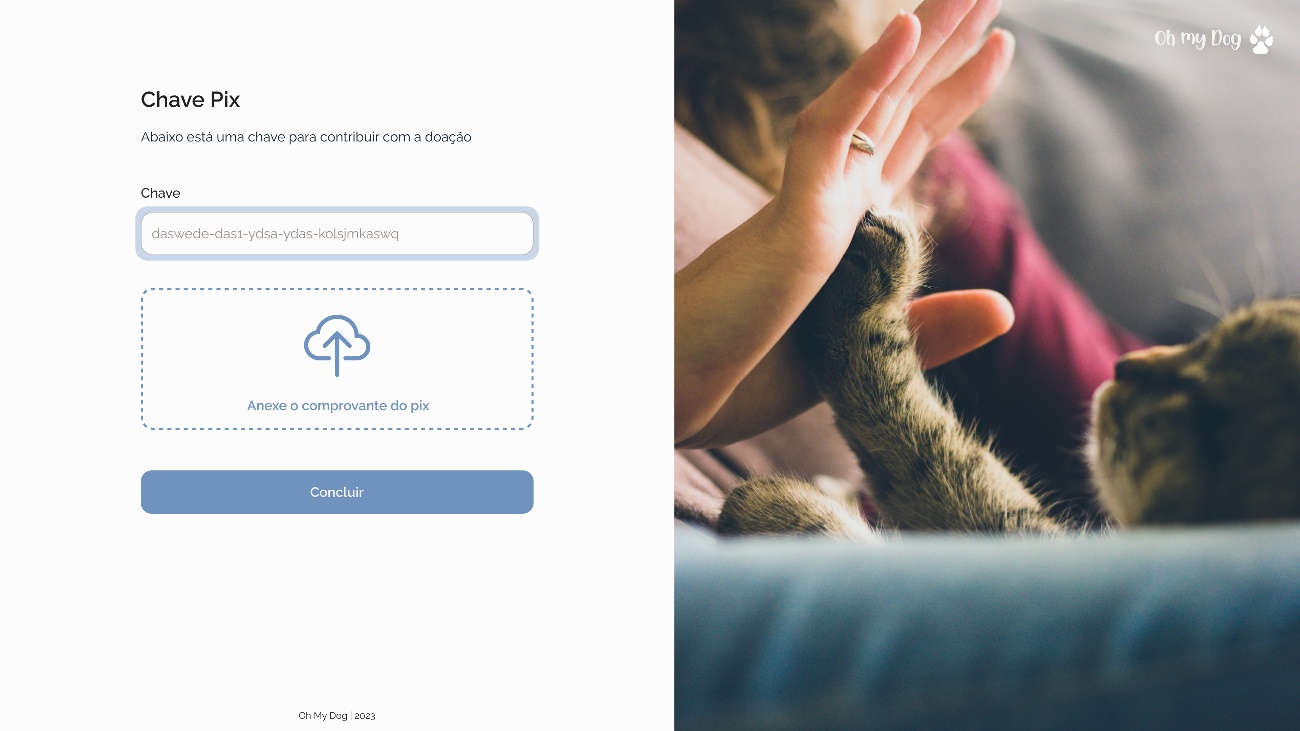 Oh my Dog
Chave Pix
Abaixo está uma chave para contribuir com a doação
Chave
daswede-das1-ydsa-ydas-kolsjmkaswq
Anexe o comprovante do pix
Concluir
Oh My Dog | 2023